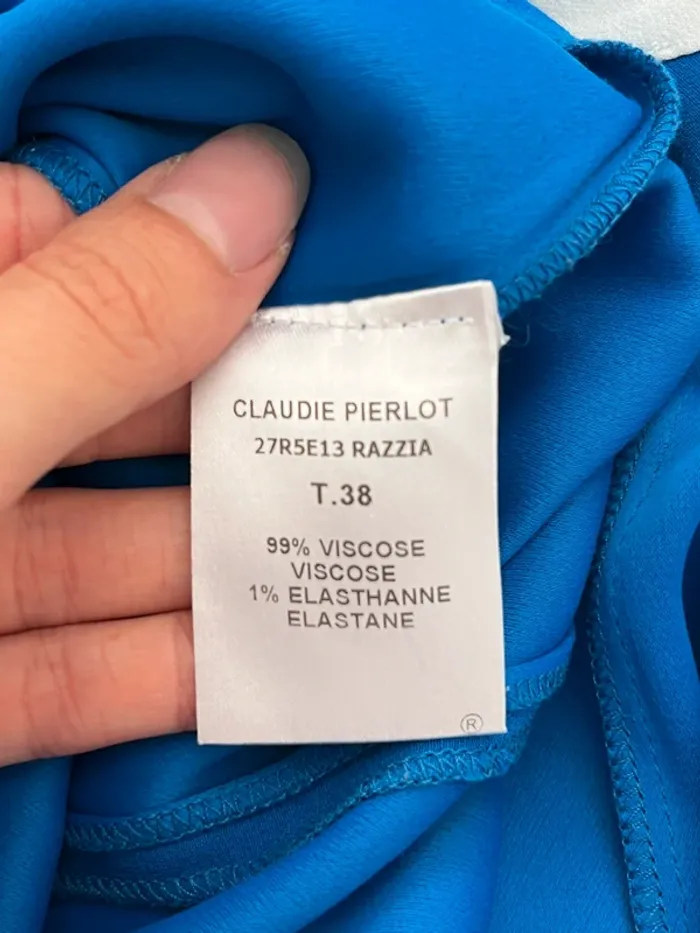 CLAUDIE PIERLOT
27R5E13 RAZZIA
T.38
99% VISCOSE
VISCOSE
1% ELASTHANNE
ELASTANE
®